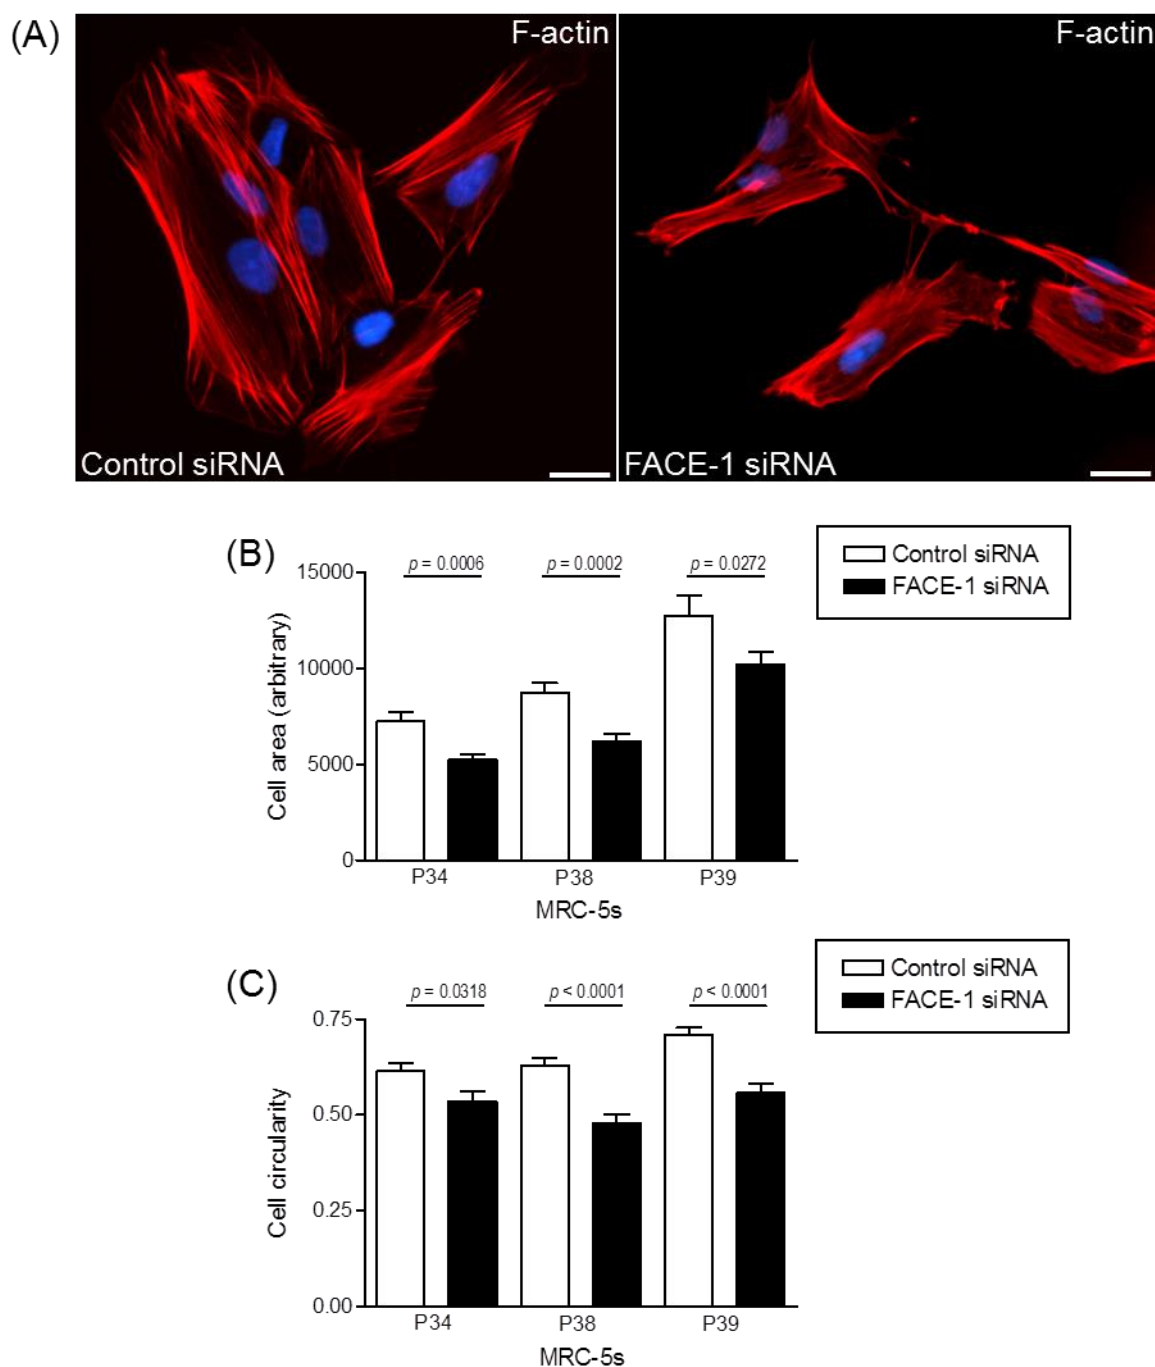 (A)
F-actin
F-actin
Control siRNA
FACE-1 siRNA
(B)
Control siRNA
FACE-1 siRNA
p = 0.0006
p = 0.0002
p = 0.0272
15000
10000
5000
0
Cell area (arbitrary)
P34
P38
P39
MRC-5s
(C)
Control siRNA
FACE-1 siRNA
p = 0.0318
p < 0.0001
p < 0.0001
0.75
0.50
0.25
0.00
Cell circularity
P34
P38
P39
MRC-5s